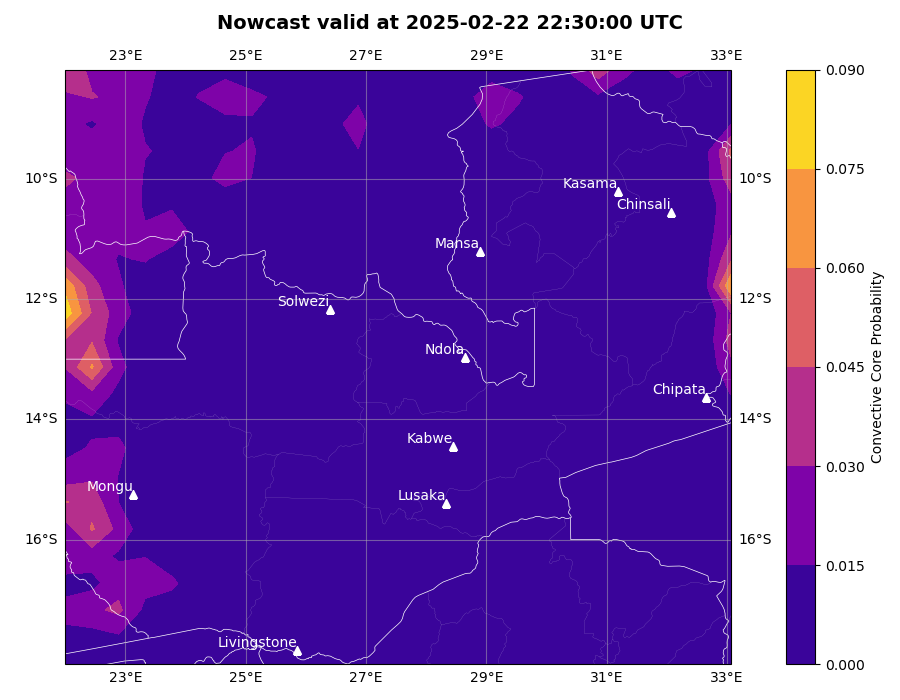 Nowcast valid at 2025-02-22 22:30:00 UTC
23°E 25°E 27°E 29°E 31°E 33°E
0.090
0.075
10°S 10°S
Kasama
Chinsali
Mansa
0.060
12°S 12°S
Solwezi
Ndola
0.045
Chipata
14°S 14°S
Kabwe
0.030
Mongu
Lusaka
16°S 16°S
0.015
Livingstone
0.000
23°E 25°E 27°E 29°E 31°E 33°E
Convective Core Probability